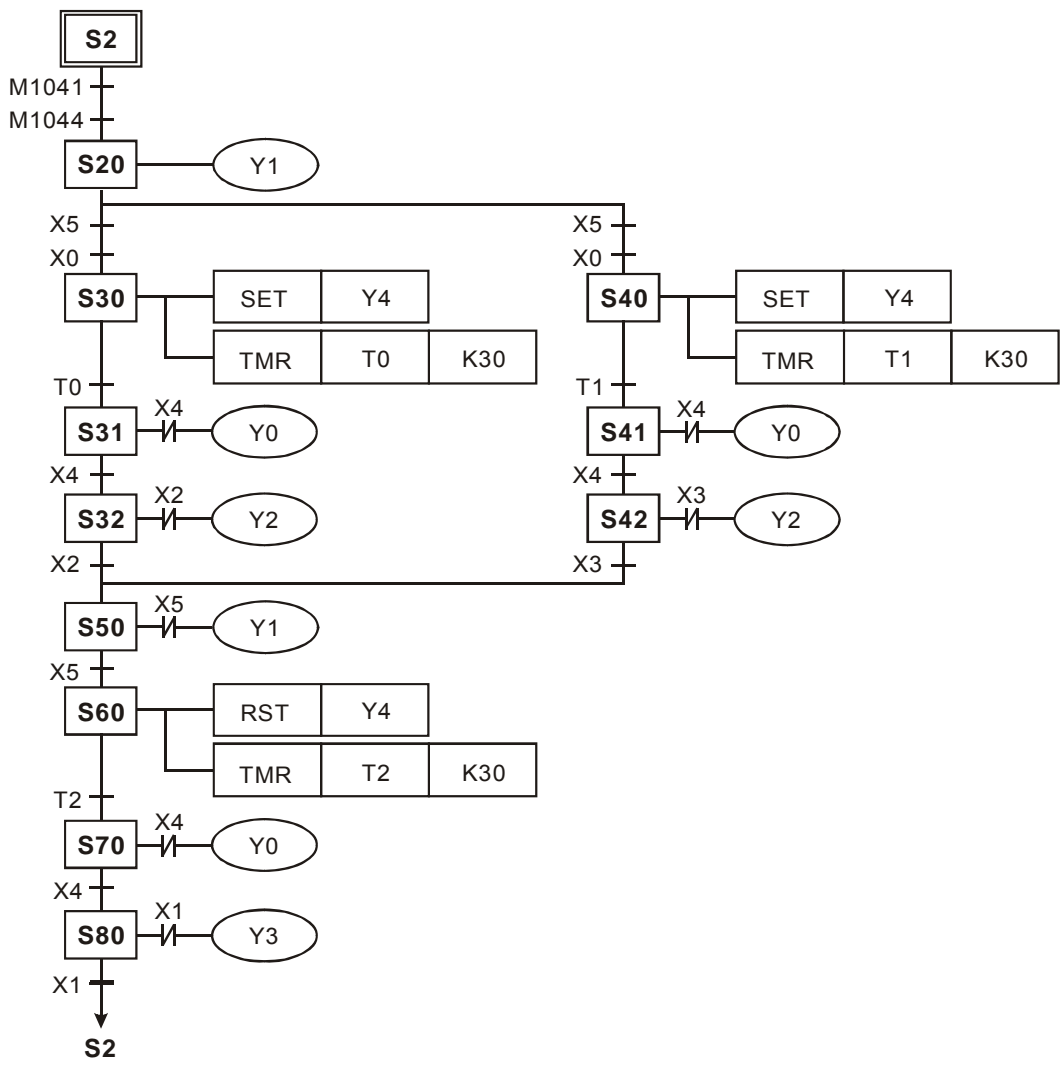 S2
M1041
M1044
S20 Y1
X5 X5
X0 X0
S30 SET Y4 S40 SET Y4
TMR T0 K30 TMR T1 K30
T0 T1
X4 X4
S31 Y0 S41 Y0
X4 X4
X2 X3
S32 Y2 S42 Y2
X2 X3
X5
S50 Y1
X5
S60 RST Y4
TMR T2 K30
T2
X4
S70 Y0
X4
X1
S80 Y3
X1
S2